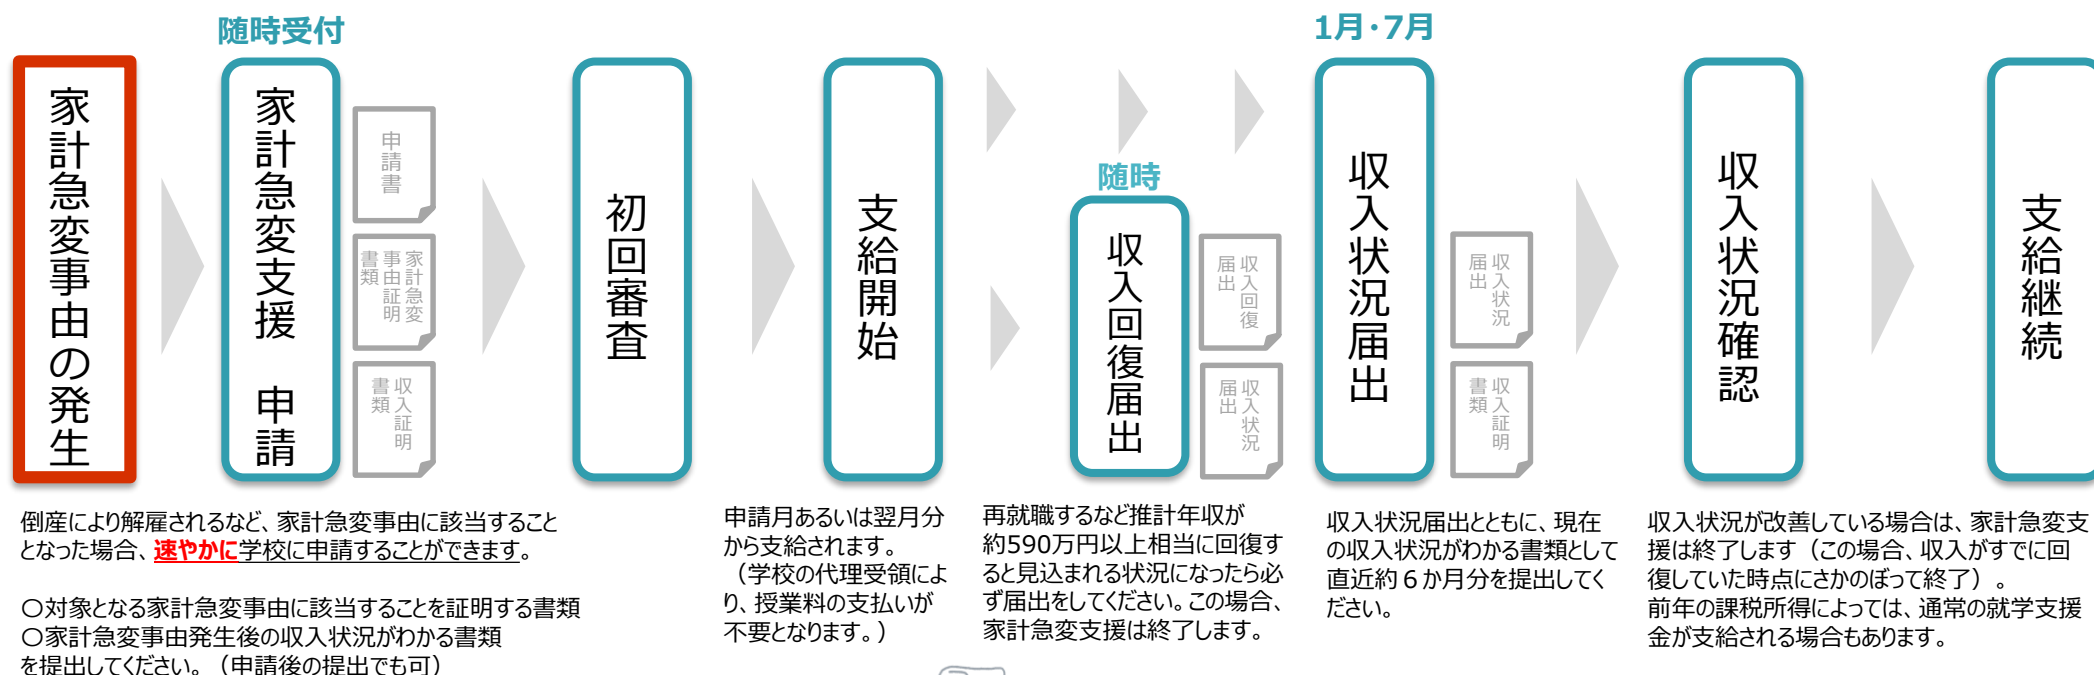 家計急変事由の発生
随時受付
家計急変支援　申請
申請書
家計急変
事由証明
書類
収入証明
書類
初回審査
支給開始
随時
収入回復届出
収入回復
届出
収入状況
届出
1月・7月
収入状況届出
収入状況
届出
収入証明
書類
収入状況確認
支給継続
倒産により解雇されるなど、家計急変事由に該当すること
となった場合、速やかに学校に申請することができます。
〇対象となる家計急変事由に該当することを証明する書類
〇家計急変事由発生後の収入状況がわかる書類
を提出してください。（申請後の提出でも可）
申請月あるいは翌月分
から支給されます。
（学校の代理受領によ
り、授業料の支払いが
不要となります。）
再就職するなど推計年収が
約590万円以上相当に回復す
ると見込まれる状況になったら必
ず届出をしてください。この場合、
家計急変支援は終了します。
収入状況届出とともに、現在
の収入状況がわかる書類として
直近約６か月分を提出してく
ださい。
収入状況が改善している場合は、家計急変支
援は終了します（この場合、収入がすでに回
復していた時点にさかのぼって終了）。
前年の課税所得によっては、通常の就学支援
金が支給される場合もあります。